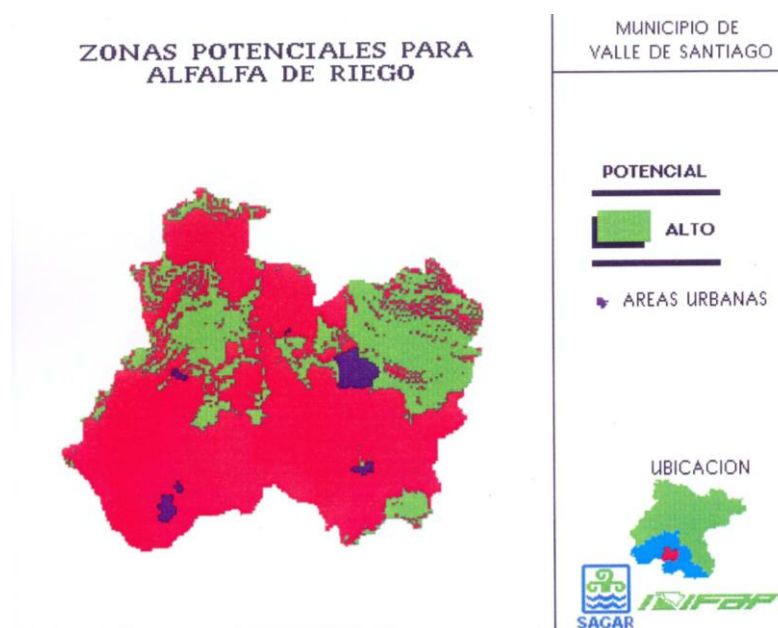 ZONAS POTENCIALES PARA
ALFALFA DE RIEGO
MUNICIPIO DE
VALLE DE SANTIAGO
POTENCIAL
ALTO
AREAS URBANAS
UBICACION
SAGAR
INIFAP